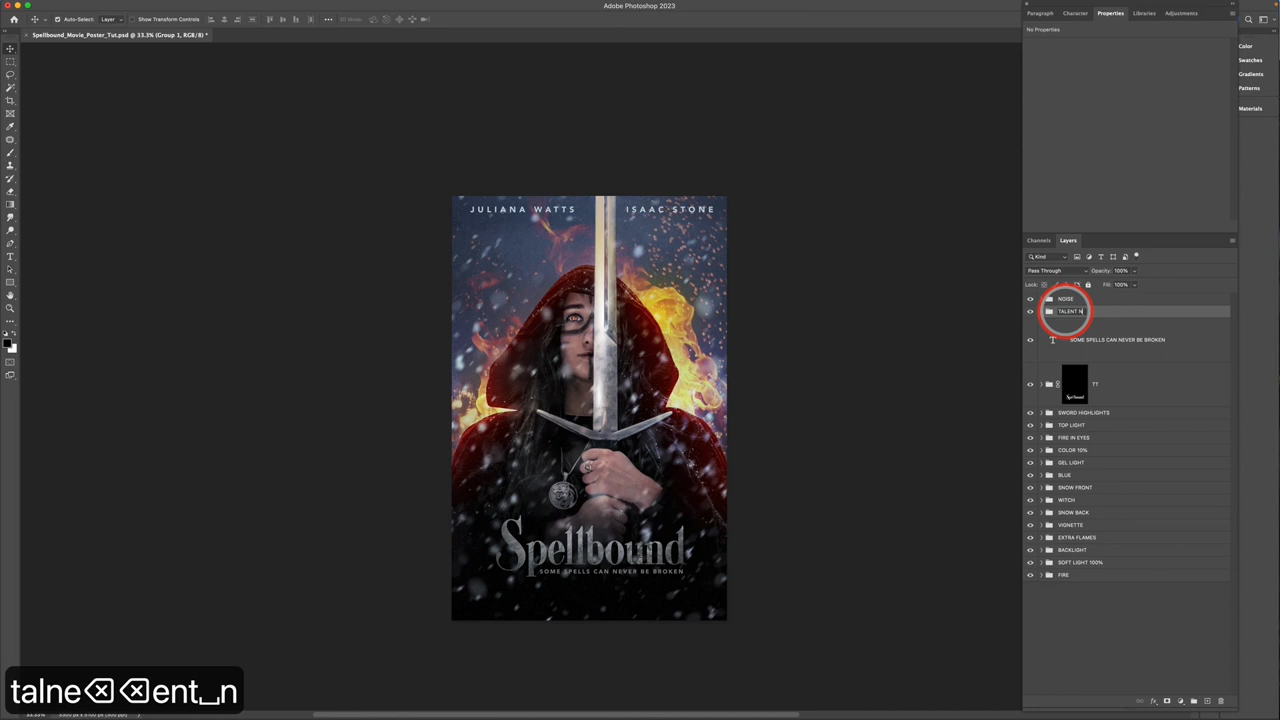 Adobe Photoshop 2023
Auto-Select:
Layer
Show Transform Controls
3D Mode:
Spellbound_Movie_Poster_Tut.psd @ 33.3% (Group 1, RGB/8) *
Paragraph
Character
Properties
Libraries
Adjustments
No Properties
Color
Swatches
Gradients
Patterns
Materials
JULIANA WATTS
ISAAC STONE
Spellbound
SOME SPELLS CAN NEVER BE BROKEN
Channels
Layers
Kind
Pass Through
Opacity: 100%
Lock:
Fill: 100%
NOISE
TALENT N
SOME SPELLS CAN NEVER BE BROKEN
Spellbound
TT
SWORD HIGHLIGHTS
TOP LIGHT
FIRE IN EYES
COLOR 10%
GEL LIGHT
BLUE
SNOW FRONT
WITCH
SNOW BACK
VIGNETTE
EXTRA FLAMES
BACKLIGHT
SOFT LIGHT 100%
FIRE
talne⌫⌫ent␣n